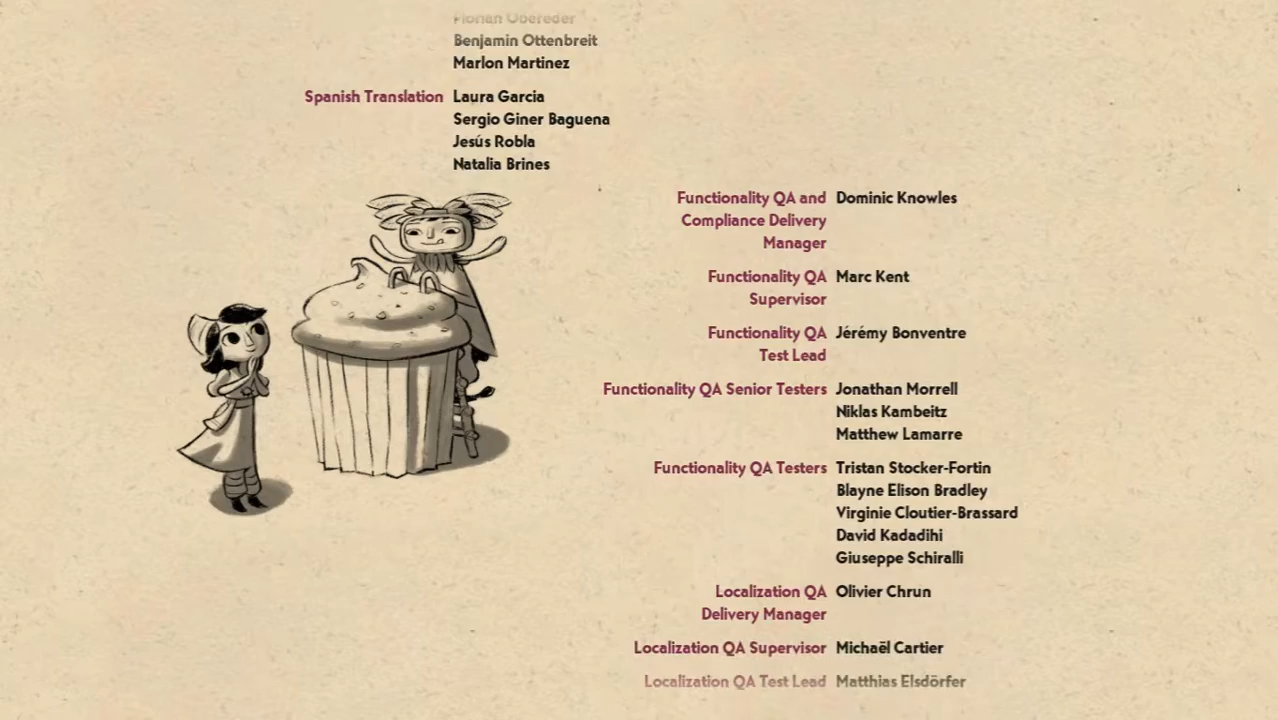 Florian Obereder
Benjamin Ottenbreit
Marlon Martinez
Spanish Translation Laura Garcia
Sergio Giner Baguena
Jesús Robla
Natalia Brines
Functionality QA and Dominic Knowles
Compliance Delivery
Manager
Functionality QA Marc Kent
Supervisor
Functionality QA Jérémy Bonventre
Test Lead
Functionality QA Senior Testers Jonathan Morrell
Niklas Kambeitz
Matthew Lamarre
Functionality QA Testers Tristan Stocker-Fortin
Blayne Elison Bradley
Virginie Cloutier-Brassard
David Kadadihi
Giuseppe Schiralli
Localization QA Olivier Chrun
Delivery Manager
Localization QA Supervisor Michaël Cartier
Localization QA Test Lead Matthias Elsdörfer